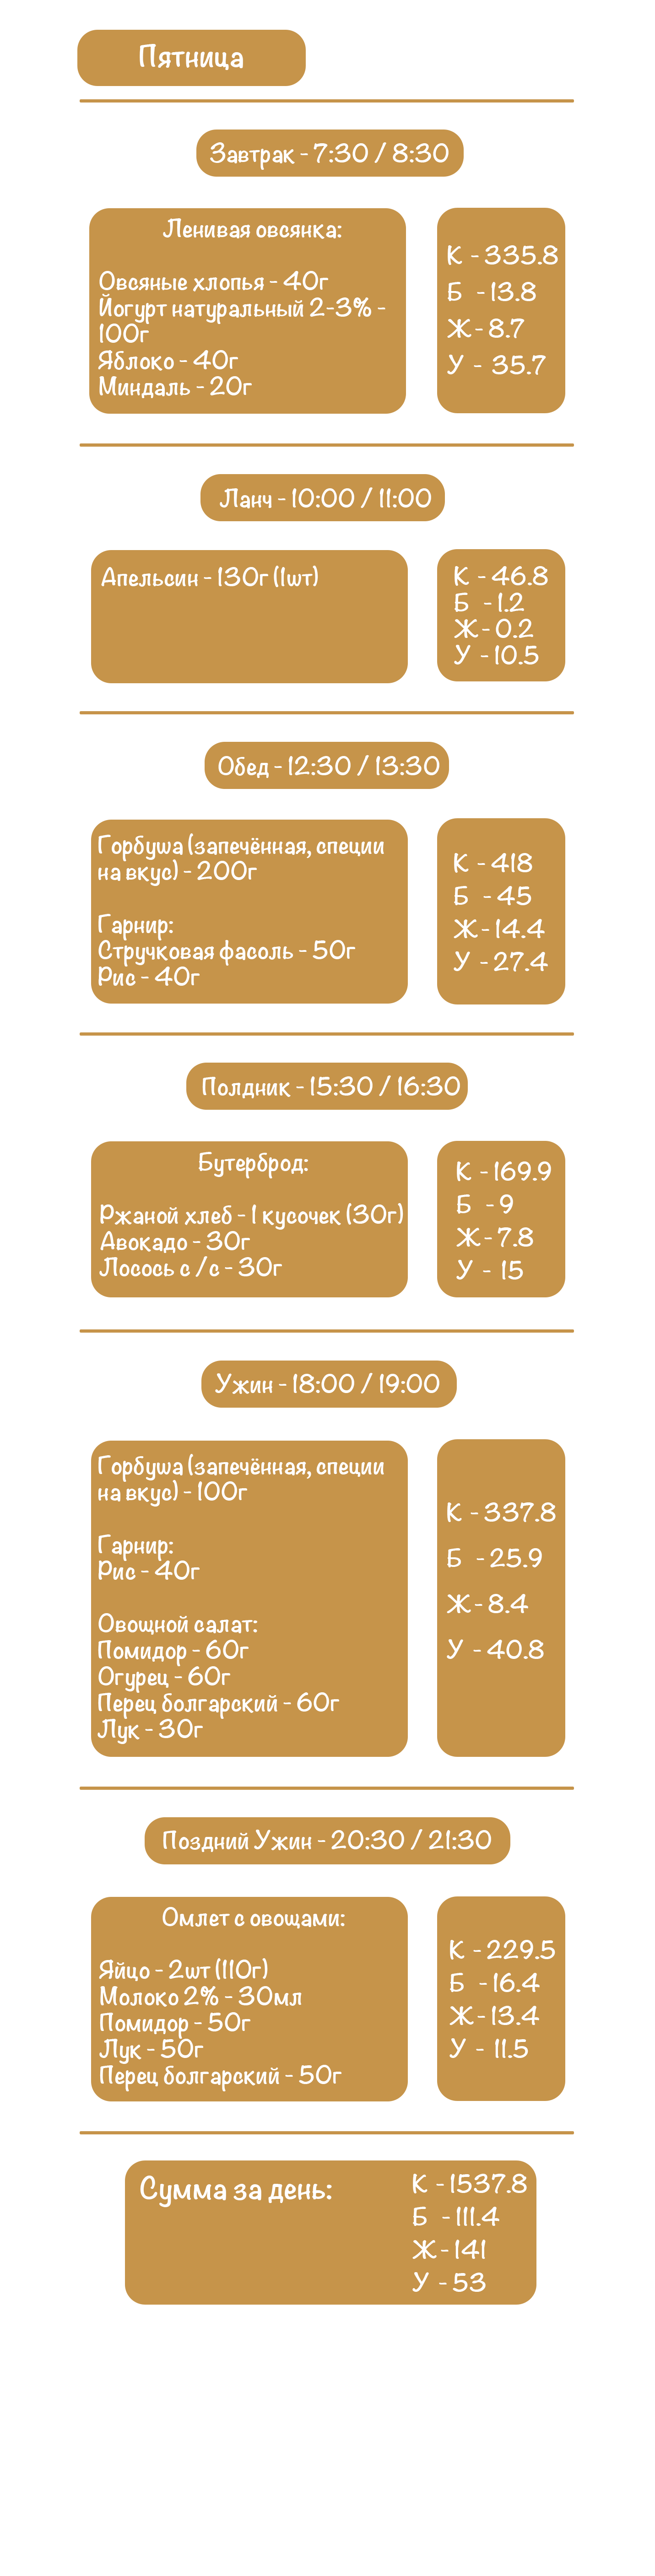 Пятница
Завтрак - 7:30 / 8:30
Ленивая овсянка:
Овсяные хлопья - 40г
Йогурт натуральный 2-3% -
100г
Яблоко - 40г
Миндаль - 20г
К - 335.8
Б - 13.8
Ж - 8.7
У - 35.7
Ланч - 10:00 / 11:00
Апельсин - 130г (1шт)
К - 46.8
Б - 1.2
Ж - 0.2
У - 10.5
Обед - 12:30 / 13:30
Горбуша (запечённая, специи
на вкус) - 200г
Гарнир:
Стручковая фасоль - 50г
Рис - 40г
К - 418
Б - 45
Ж - 14.4
У - 27.4
Полдник - 15:30 / 16:30
Бутерброд:
Ржаной хлеб - 1 кусочек (30г)
Авокадо - 30г
Лосось с /с - 30г
К - 169.9
Б - 9
Ж - 7.8
У - 15
Ужин - 18:00 / 19:00
Горбуша (запечённая, специи
на вкус) - 100г
Гарнир:
Рис - 40г
Овощной салат:
Помидор - 60г
Огурец - 60г
Перец болгарский - 60г
Лук - 30г
К - 337.8
Б - 25.9
Ж - 8.4
У - 40.8
Поздний Ужин - 20:30 / 21:30
Омлет с овощами:
Яйцо - 2шт (110г)
Молоко 2% - 30мл
Помидор - 50г
Лук - 50г
Перец болгарский - 50г
К - 229.5
Б - 16.4
Ж - 13.4
У - 11.5
Сумма за день:
К - 1537.8
Б - 111.4
Ж - 141
У - 53